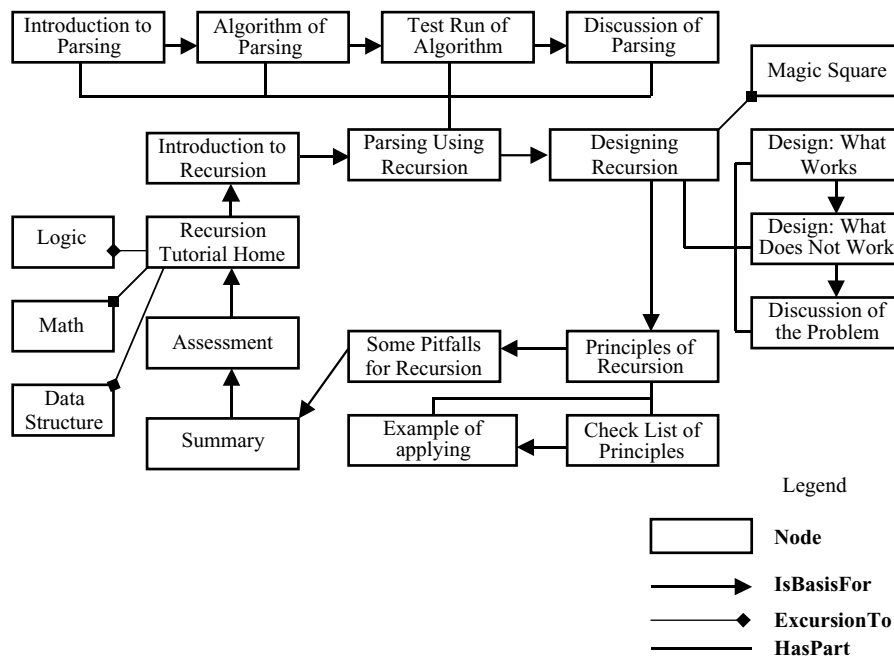 Introduction to
Parsing
Algorithm of
Parsing
Test Run of
Algorithm
Discussion of
Parsing
Magic Square
Introduction to
Recursion
Parsing Using
Recursion
Designing
Recursion
Design: What
Works
Logic
Recursion
Tutorial Home
Design: What
Does Not Work
Math
Assessment
Some Pitfalls
for Recursion
Principles of
Recursion
Discussion of
the Problem
Data
Structure
Summary
Example of
applying
Check List of
Principles
Legend
Node
IsBasisFor
ExcursionTo
HasPart